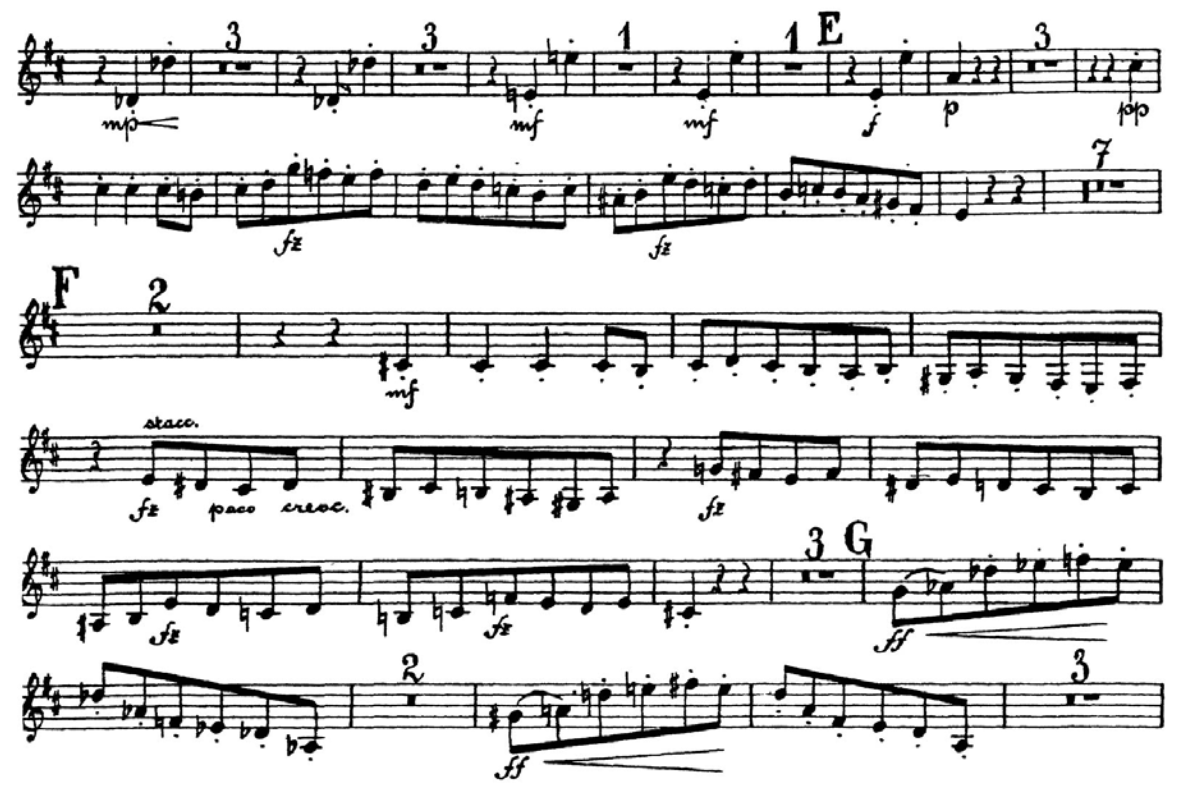 3 3 1 1 E 3
mp mf mf f p pp
7
fz fz
F 2
mf
stacc.
fz poco cresc. fz
3 G
fz fz ff
2 3
ff